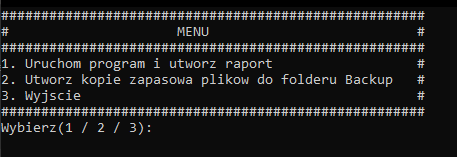 ####################################################
#                     MENU                         #
####################################################
1. Uruchom program i utworz raport                 #
2. Utworz kopie zapasowa plikow do folderu Backup  #
3. Wyjscie                                         #
####################################################
Wybierz(1 / 2 / 3):